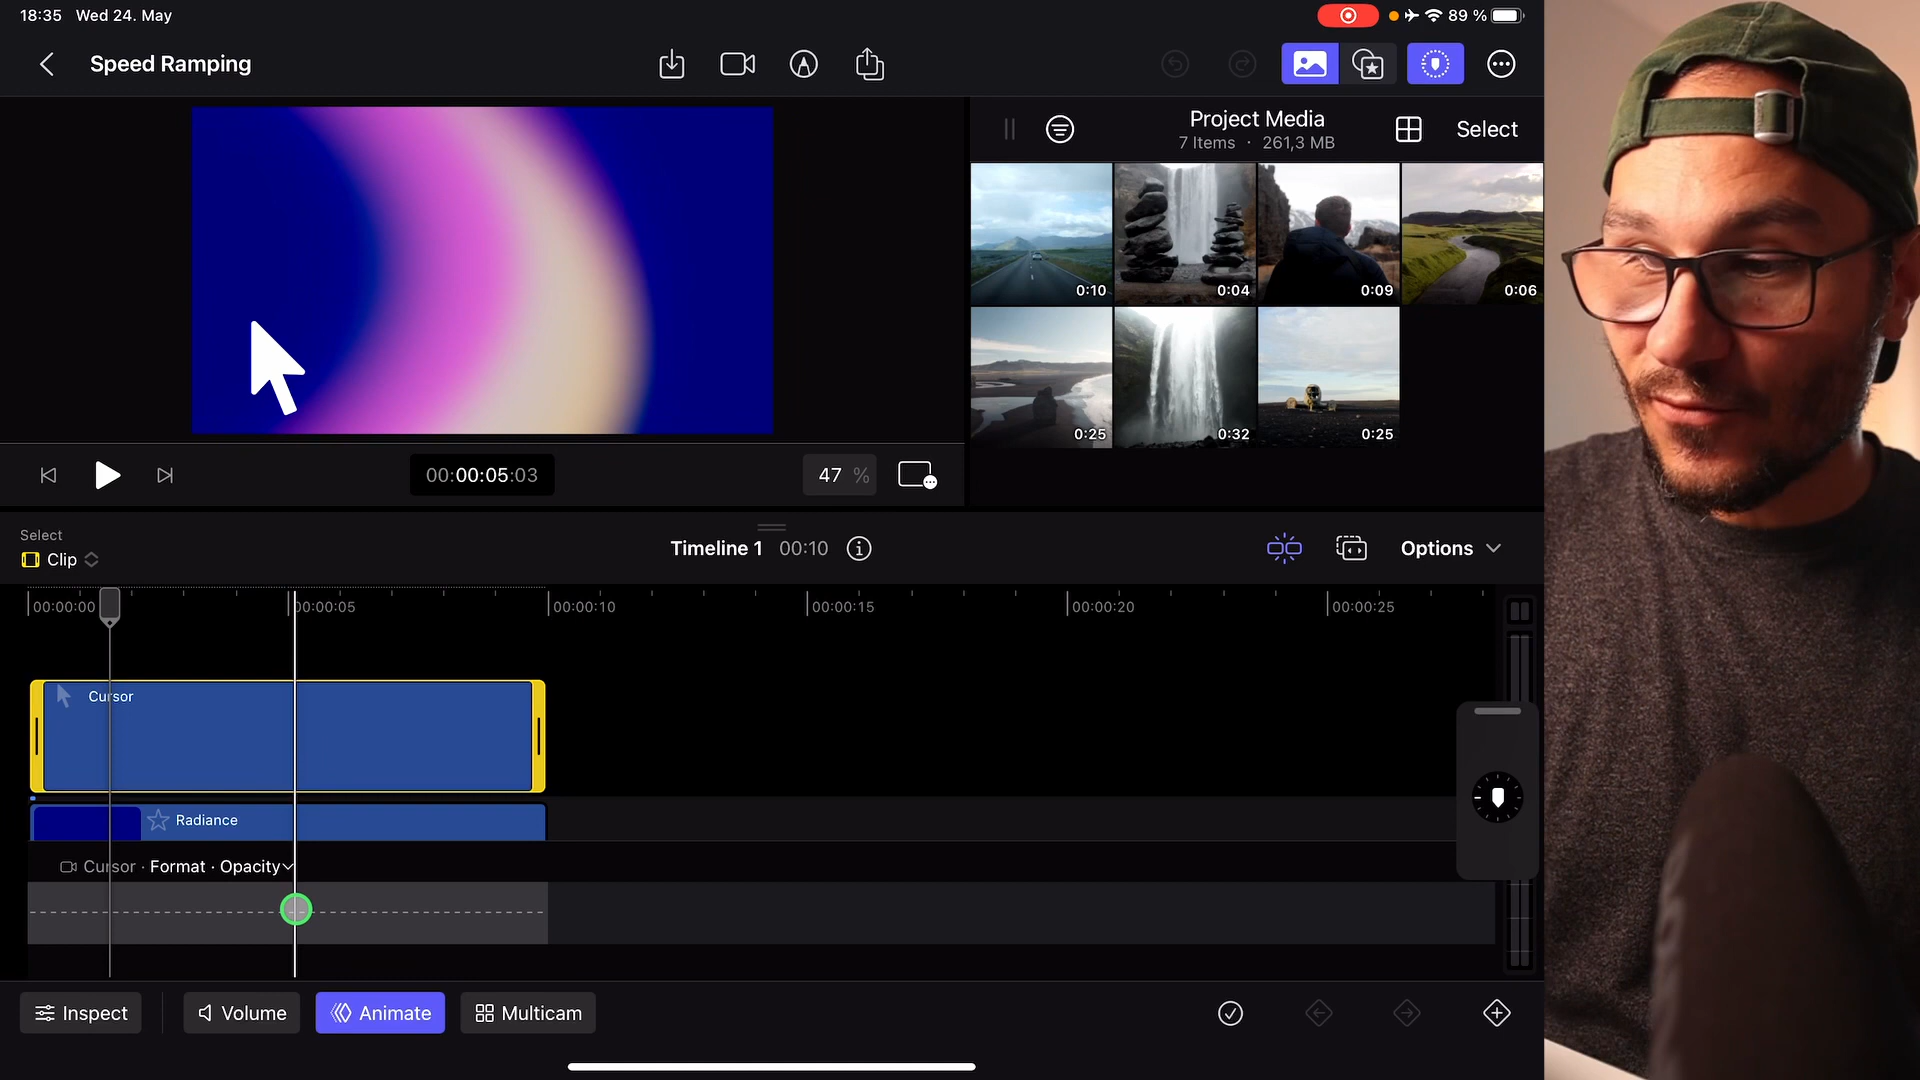 18:35 Wed 24. May
89 %
Speed Ramping
Project Media
7 Items · 261,3 MB
Select
0:10
0:04
0:09
0:06
0:25
0:32
0:25
00:00:05:03
47 %
Select
Clip
Timeline 1 00:10
Options
00:00:00
00:00:05
00:00:10
00:00:15
00:00:20
00:00:25
Cursor
Radiance
Cursor · Format · Opacity
Inspect
Volume
Animate
Multicam